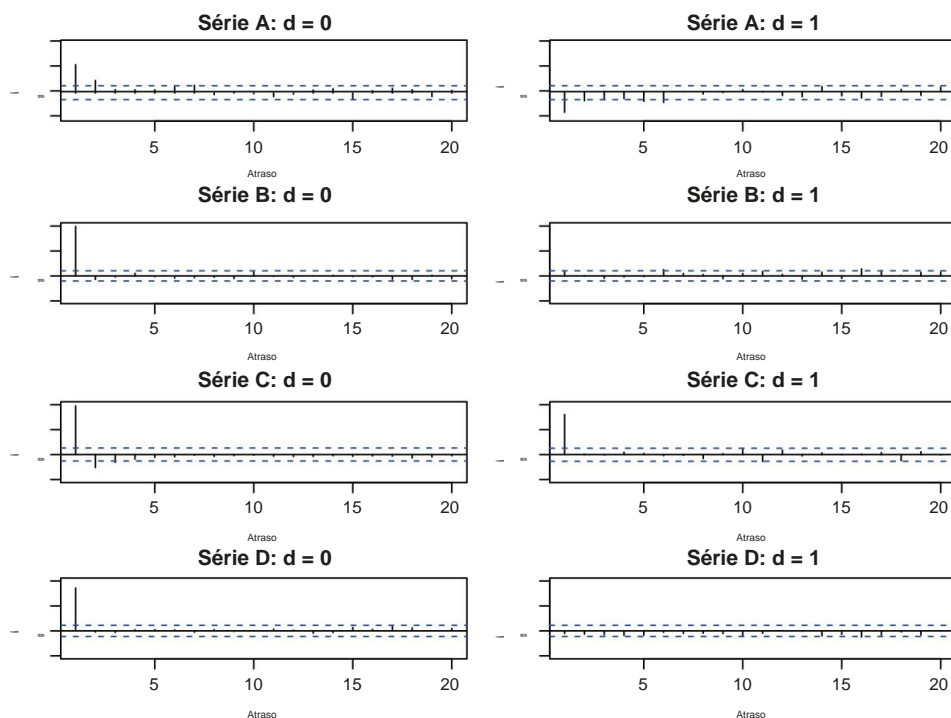 Série A: d = 0
5 10 15 20
Atraso
Série A: d = 1
5 10 15 20
Atraso
Série B: d = 0
5 10 15 20
Atraso
Série B: d = 1
5 10 15 20
Atraso
Série C: d = 0
5 10 15 20
Atraso
Série C: d = 1
5 10 15 20
Atraso
Série D: d = 0
5 10 15 20
Atraso
Série D: d = 1
5 10 15 20
Atraso